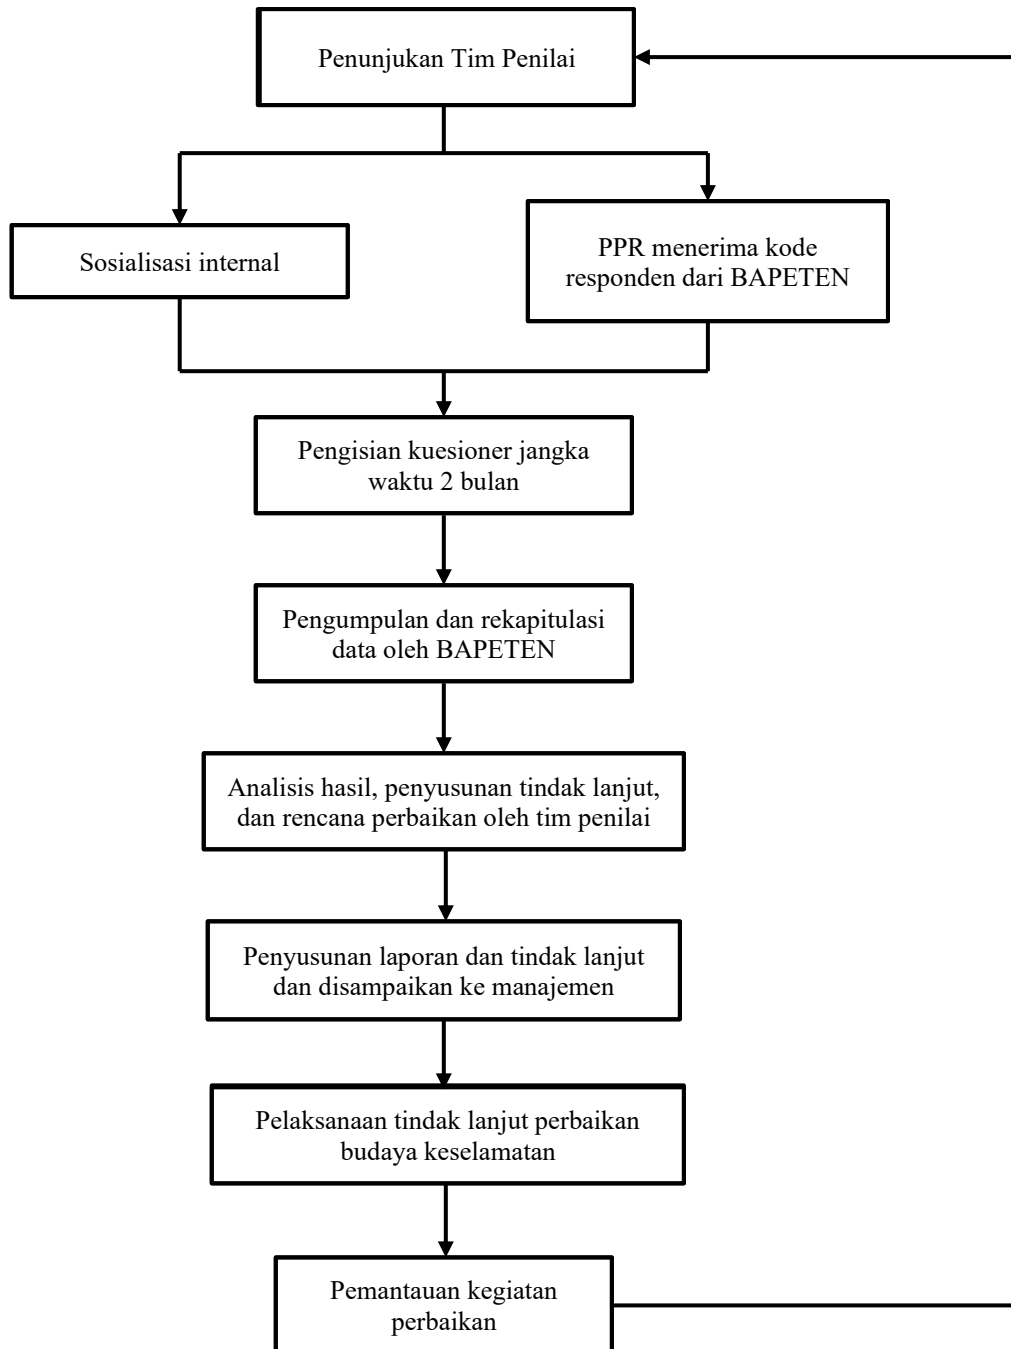 Penunjukan Tim Penilai
Sosialisasi internal
PPR menerima kode
responden dari BAPETEN
Pengisian kuesioner jangka
waktu 2 bulan
Pengumpulan dan rekapitulasi
data oleh BAPETEN
Analisis hasil, penyusunan tindak lanjut,
dan rencana perbaikan oleh tim penilai
Penyusunan laporan dan tindak lanjut
dan disampaikan ke manajemen
Pelaksanaan tindak lanjut perbaikan
budaya keselamatan
Pemantauan kegiatan
perbaikan